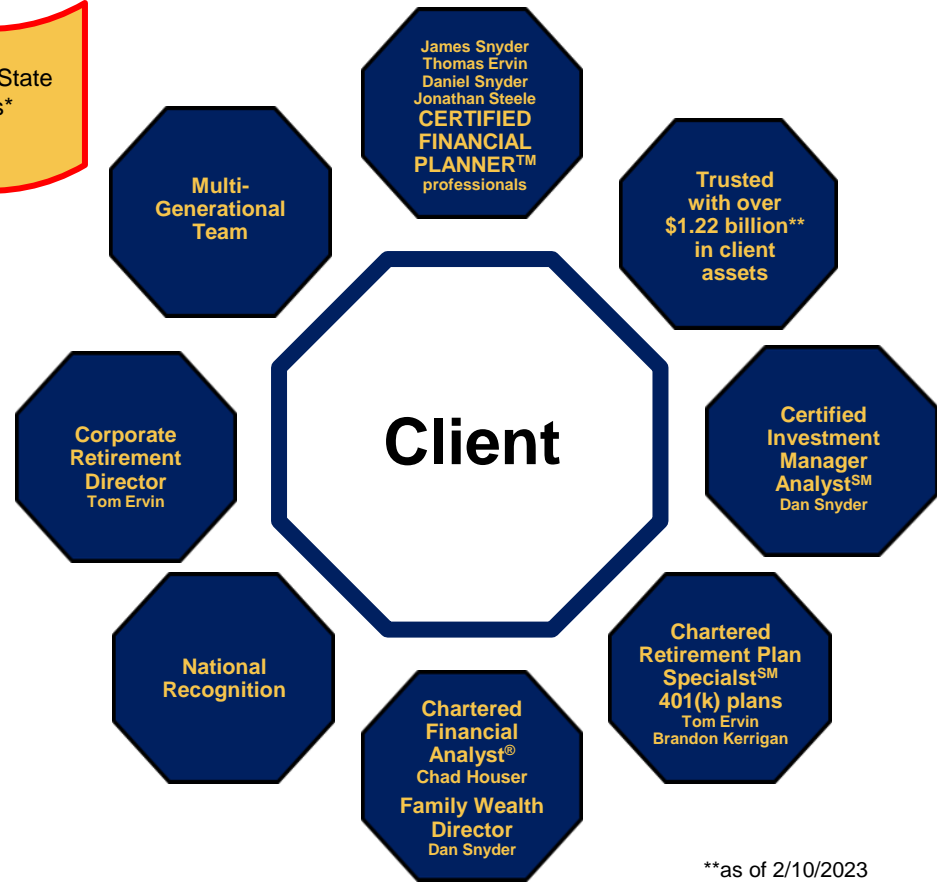 State
s*
James Snyder
Thomas Ervin
Daniel Snyder
Jonathan Steele
CERTIFIED
FINANCIAL
PLANNER™
professionals
Multi-
Generational
Team
Trusted
with over
$1.22 billion**
in client
assets
Client
Corporate
Retirement
Director
Tom Ervin
Certified
Investment
Manager
Analyst℠
Dan Snyder
National
Recognition
Chartered
Retirement Plan
Specialst℠
401(k) plans
Tom Ervin
Brandon Kerrigan
Chartered
Financial
Analyst®
Chad Houser
Family Wealth
Director
Dan Snyder
**as of 2/10/2023